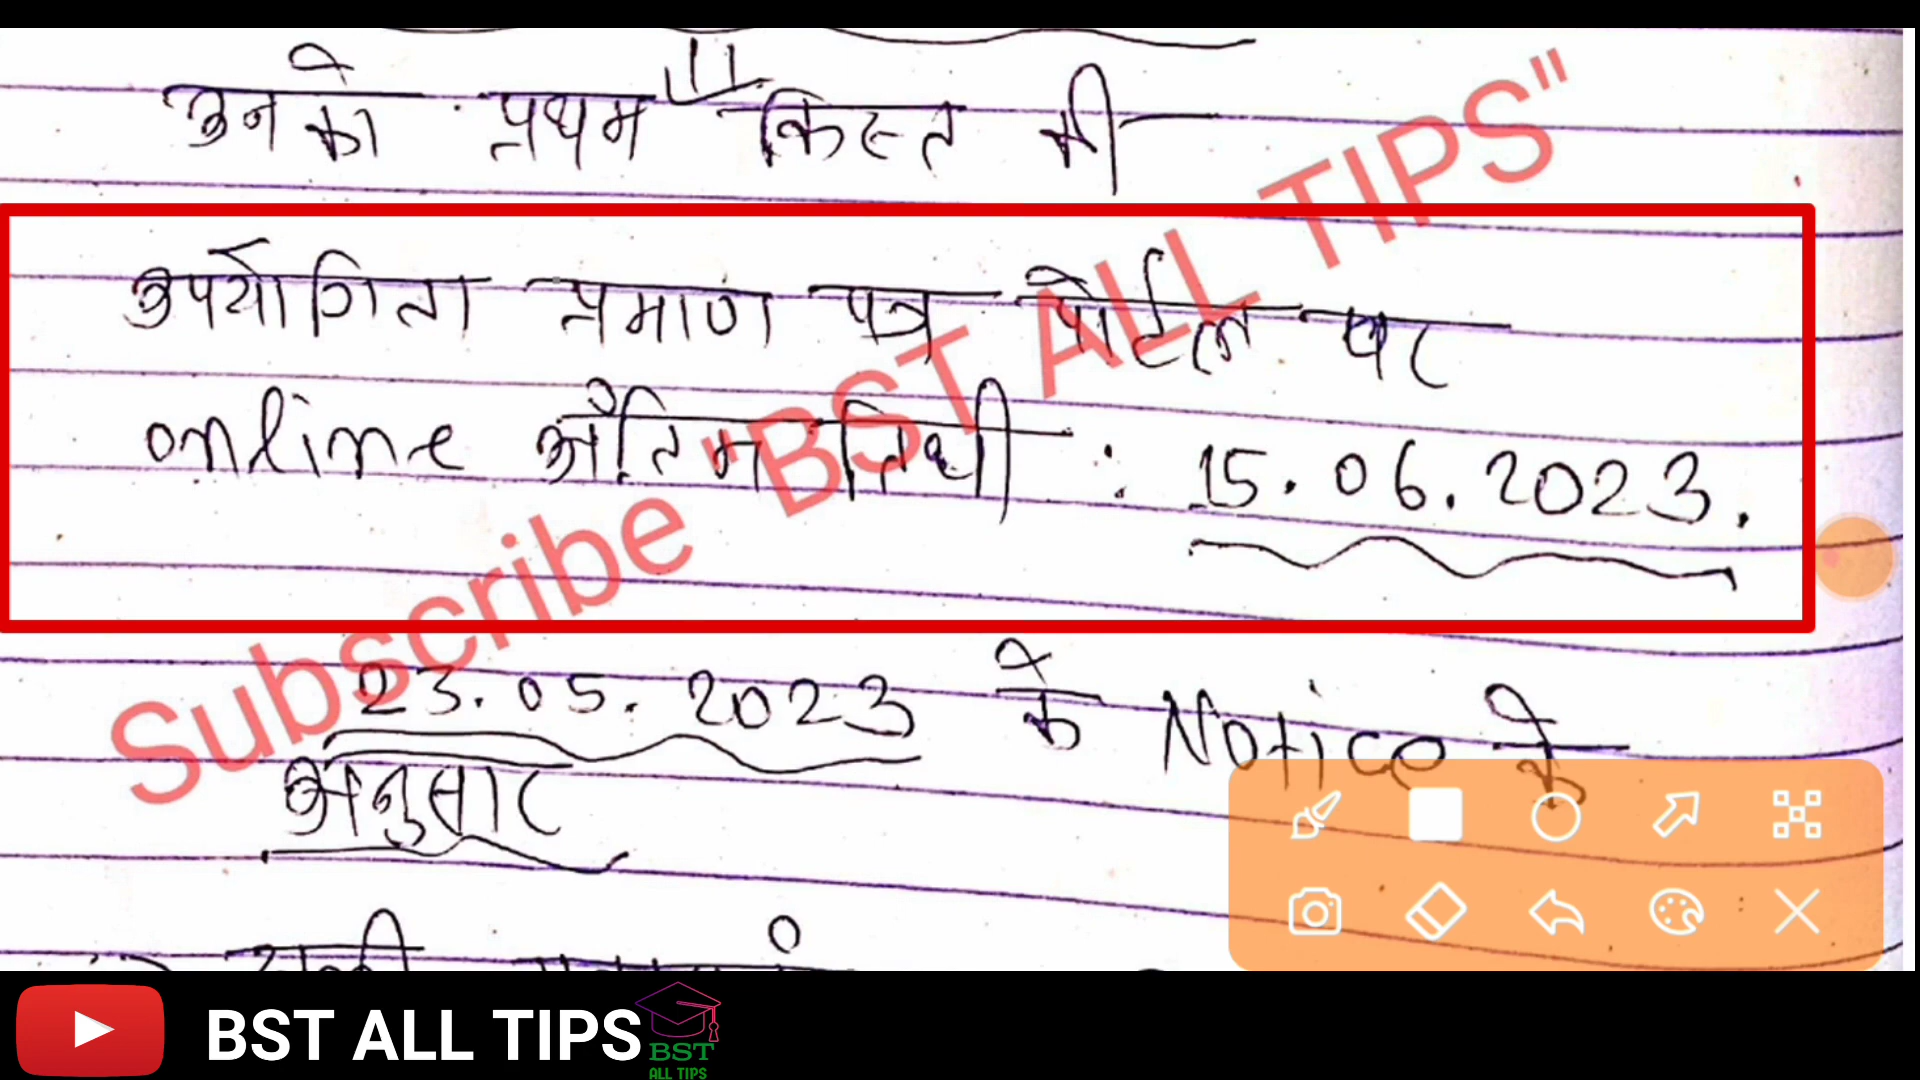 उनको प्रथम किस्त की
उपयोगिता प्रमाण पत्र पोर्टल पर
online अंतिम तिथी : 15.06.2023.
23.05.2023 के Notice के
अनुसार
Subscribe "BST ALL TIPS"
BST ALL TIPS
BST
ALL TIPS